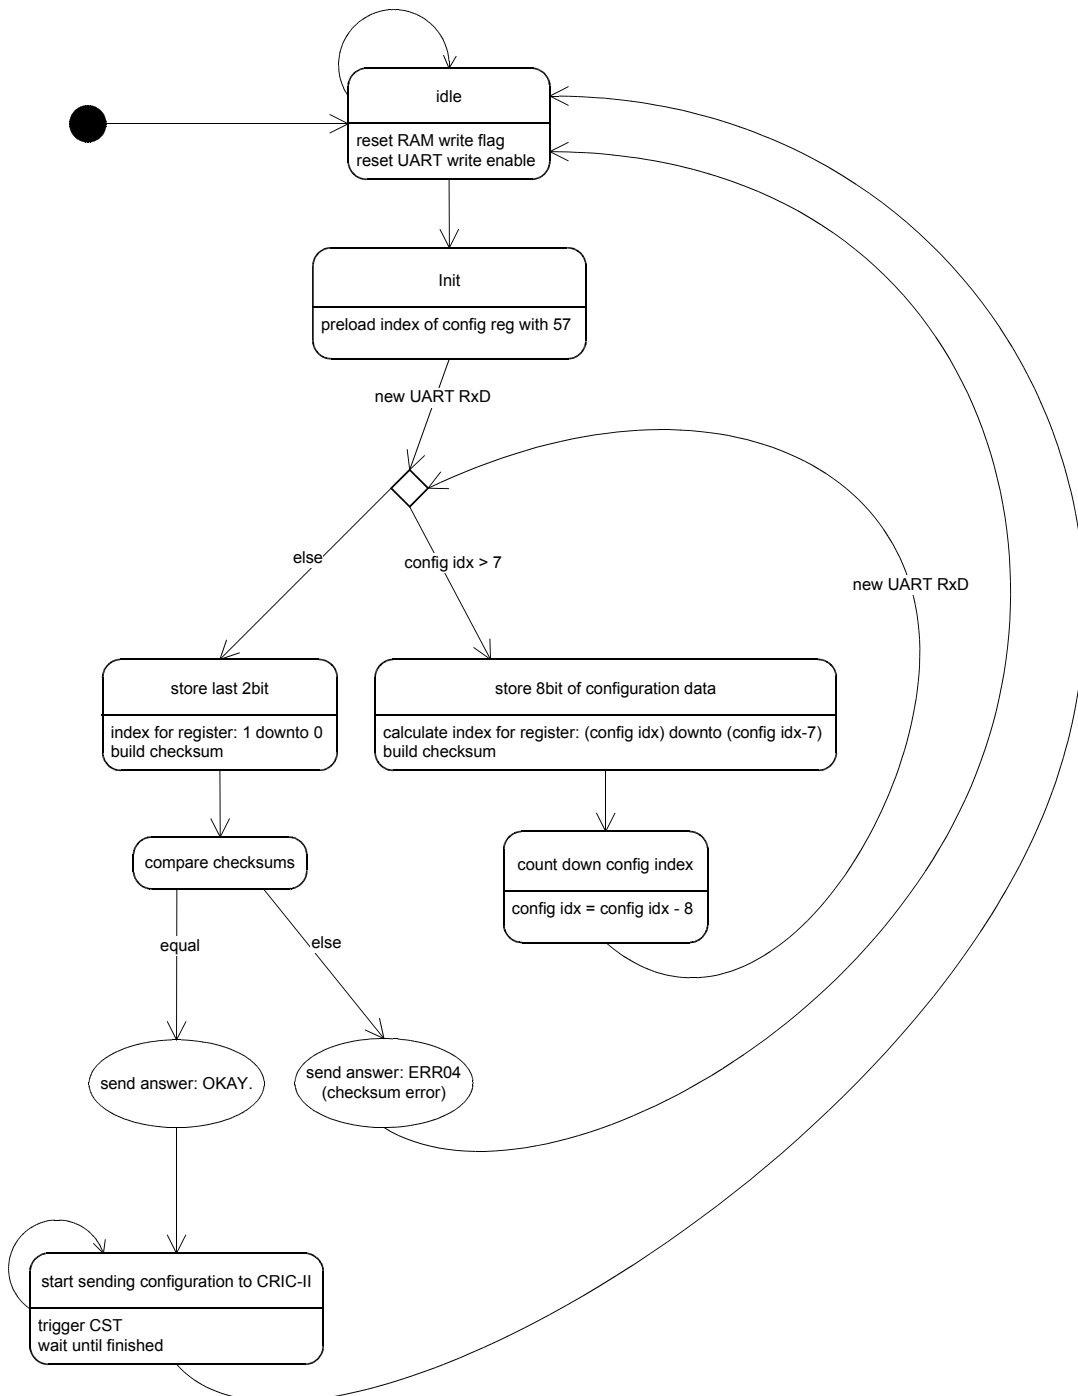 idle
reset RAM write flag
reset UART write enable
Init
preload index of config reg with 57
new UART RxD
else
config idx > 7
new UART RxD
store last 2bit
index for register: 1 downto 0
build checksum
store 8bit of configuration data
calculate index for register: (config idx) downto (config idx-7)
build checksum
compare checksums
count down config index
config idx = config idx - 8
equal
else
send answer: OKAY.
send answer: ERR04
(checksum error)
start sending configuration to CRIC-II
trigger CST
wait until finished